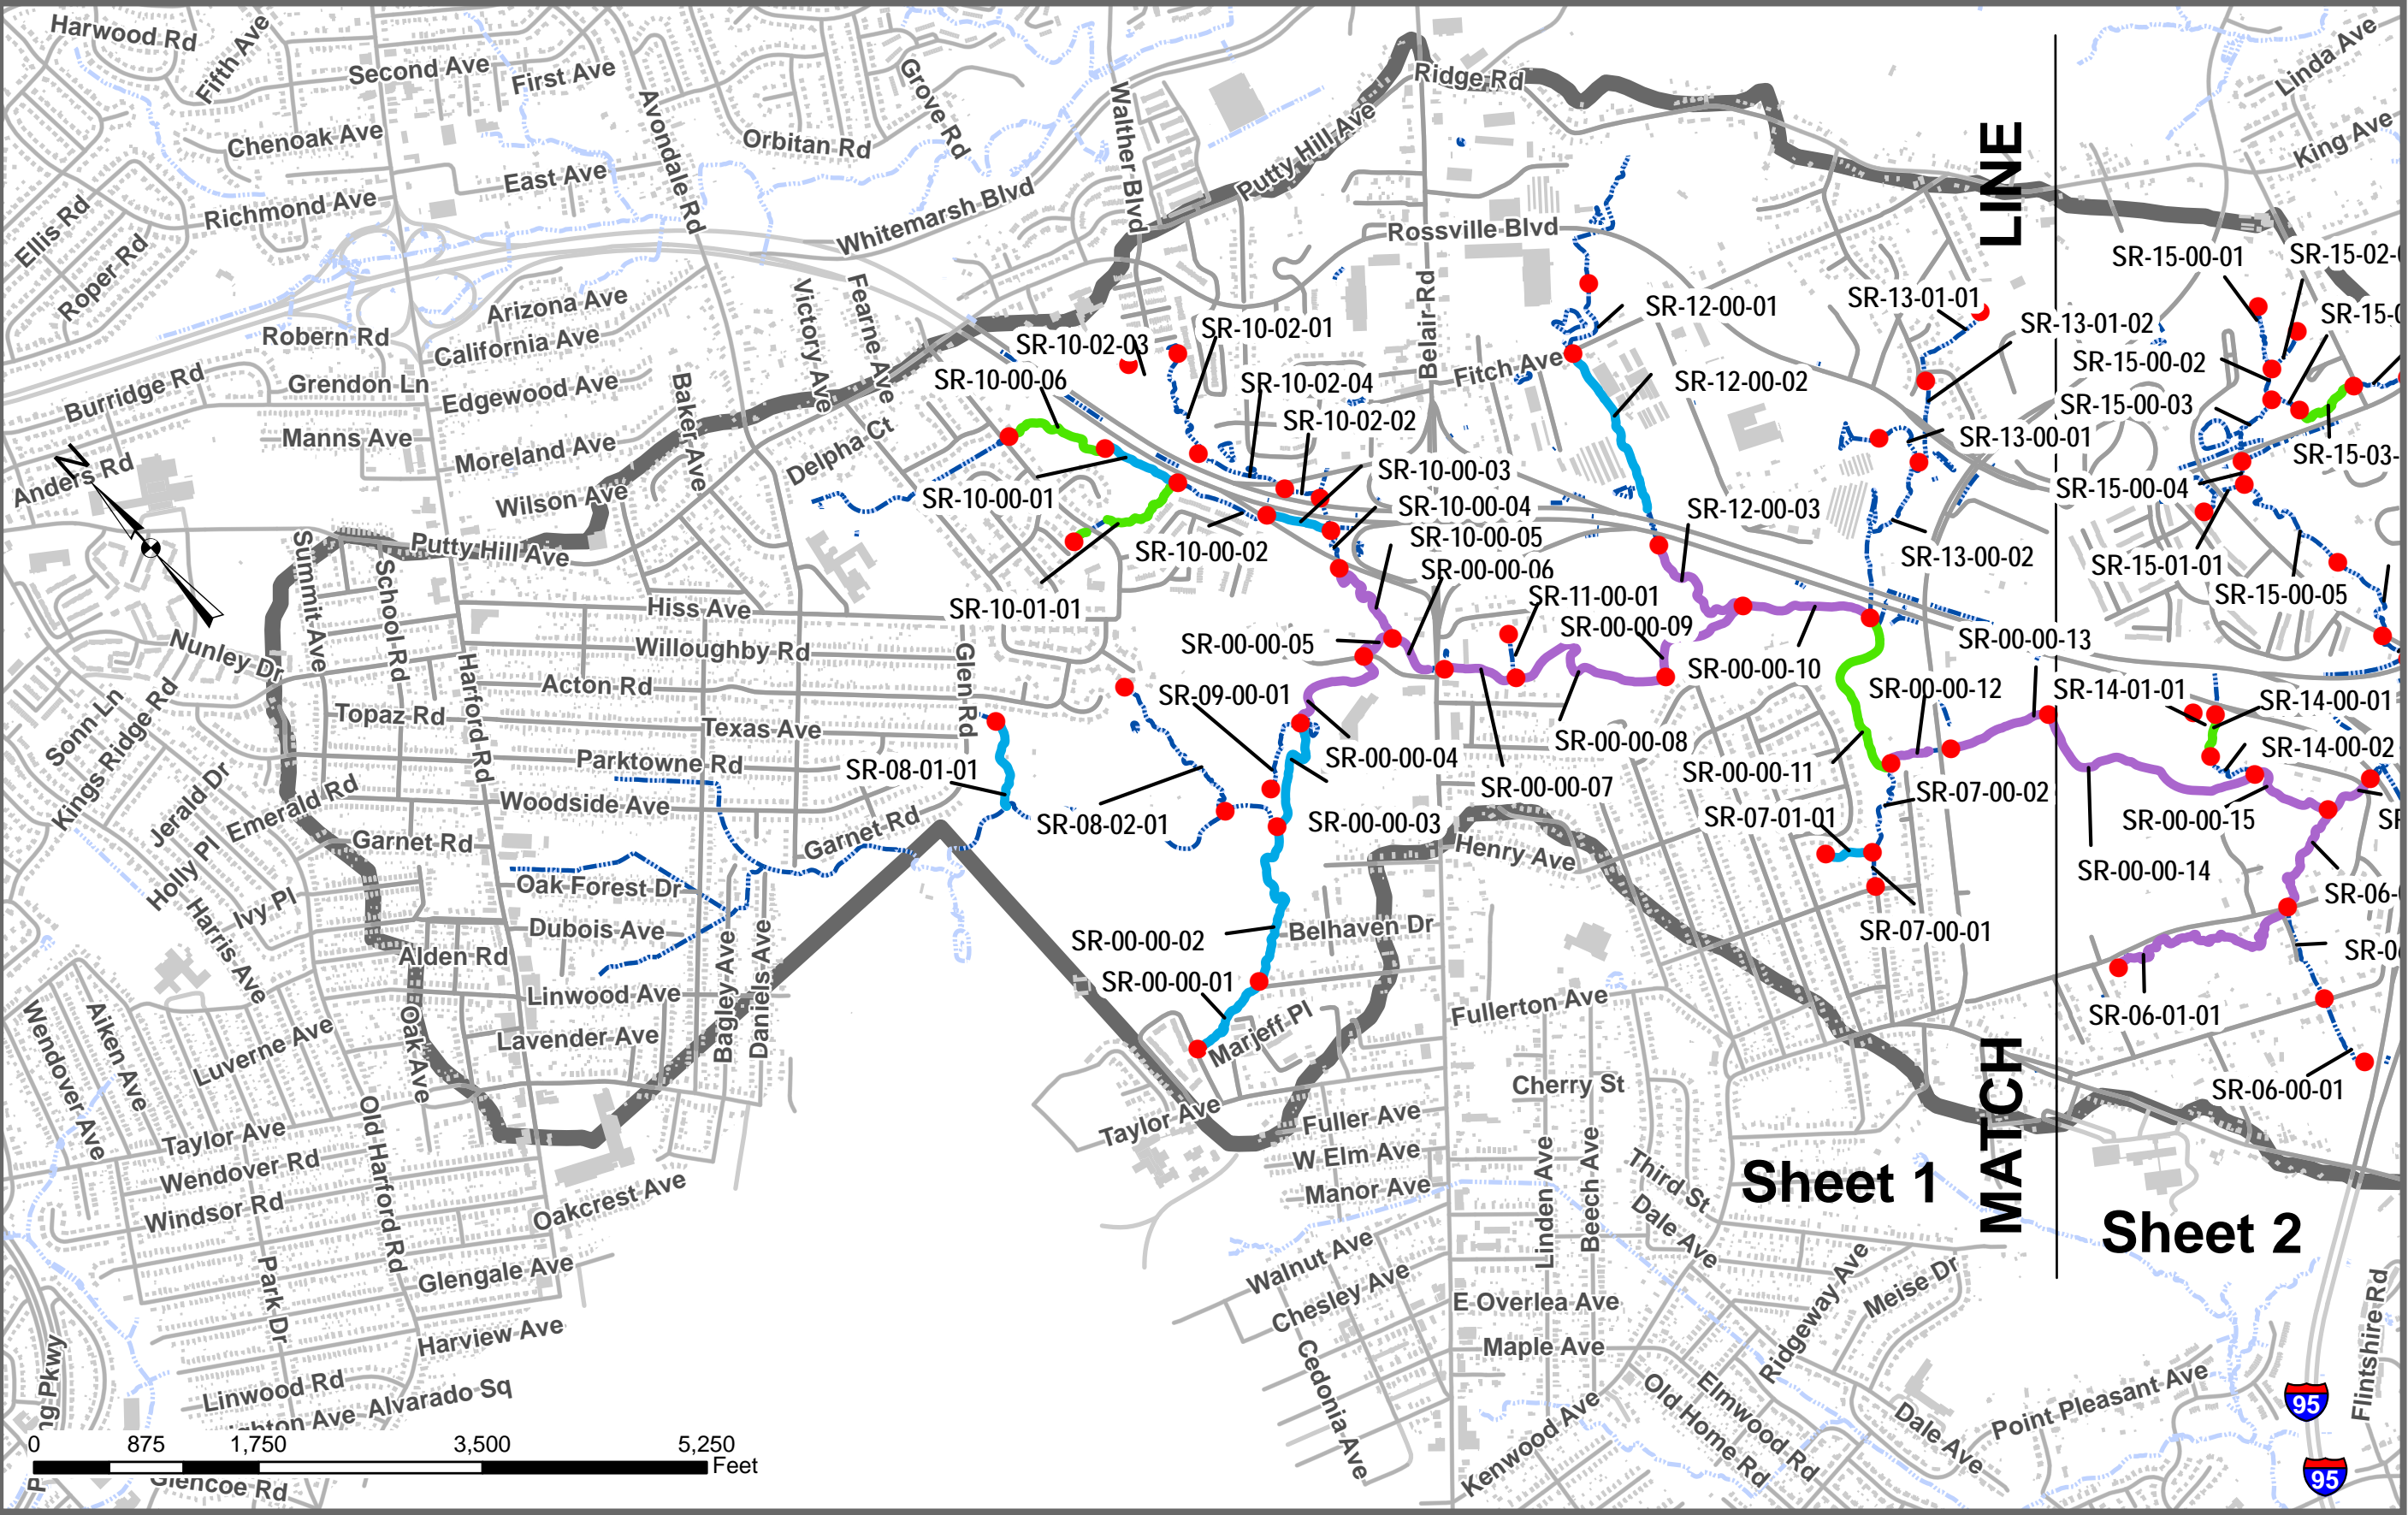 Harwood Rd
Fifth Ave
Second Ave
First Ave
Avondale Rd
Grove Rd
Orbitan Rd
Walther Blvd
Putty Hill Ave
Ridge Rd
Linda Ave
King Ave
LINE
Chenoak Ave
East Ave
Richmond Ave
Ellis Rd
Roper Rd
Whitemarsh Blvd
Rossville Blvd
Belair Rd
Fitch Ave
Arizona Ave
California Ave
Robern Rd
Burridge Rd
Grendon Ln
Edgewood Ave
Manns Ave
Moreland Ave
Baker Ave
Victory Ave
Fearne Ave
Delpha Ct
Wilson Ave
N
Anders Rd
Putty Hill Ave
Summit Ave
School Rd
Harford Rd
Nunley Dr
Hiss Ave
Willoughby Rd
Acton Rd
Topaz Rd
Texas Ave
Parktowne Rd
Woodside Ave
Glen Rd
Sonn Ln
Kings Ridge Rd
Jerald Dr
Emerald Rd
Holly Pl
Garnet Rd
Garnet Rd
Ivy Pl
Harris Ave
Oak Forest Dr
Dubois Ave
Alden Rd
Linwood Ave
Lavender Ave
Bagley Ave
Daniels Ave
Oak Ave
Wendover Ave
Aiken Ave
Luverne Ave
Taylor Ave
Wendover Rd
Windsor Rd
Old Harford Rd
Park Dr
Oakcrest Ave
Glengale Ave
Harview Ave
Linwood Rd
Alvarado Sq
Glencoe Rd
SR-10-02-03
SR-10-02-01
SR-10-00-06
SR-10-02-04
SR-10-02-02
SR-10-00-03
SR-10-00-04
SR-10-00-01
SR-10-00-02
SR-10-00-05
SR-00-00-06
SR-10-01-01
SR-11-00-01
SR-00-00-09
SR-00-00-05
SR-09-00-01
SR-00-00-04
SR-00-00-08
SR-00-00-07
SR-08-01-01
SR-08-02-01
SR-00-00-03
SR-00-00-02
SR-00-00-01
SR-12-00-01
SR-12-00-02
SR-12-00-03
SR-13-01-01
SR-13-01-02
SR-13-00-01
SR-13-00-02
SR-00-00-10
SR-00-00-13
SR-00-00-12
SR-00-00-11
SR-07-00-02
SR-07-01-01
SR-07-00-01
SR-15-00-01
SR-15-02-
SR-15-
SR-15-00-02
SR-15-00-03
SR-15-03-
SR-15-00-04
SR-15-01-01
SR-15-00-05
SR-14-01-01
SR-14-00-01
SR-14-00-02
SR-00-00-15
SR-00-00-14
SR-06-
SR-06-01-01
SR-06-00-01
Belhaven Dr
Marjeff Pl
Taylor Ave
Fuller Ave
W Elm Ave
Manor Ave
Henry Ave
Fullerton Ave
Cherry St
Linden Ave
Beech Ave
Third St
Dale Ave
Walnut Ave
Chesley Ave
Cedonia Ave
E Overlea Ave
Maple Ave
Kenwood Ave
Old Home Rd
Elmwood Rd
Ridgeway Ave
Meise Dr
Dale Ave
Point Pleasant Ave
Flintshire Rd
MATCH
Sheet 1
Sheet 2
95
95
0 875 1,750 3,500 5,250
Feet